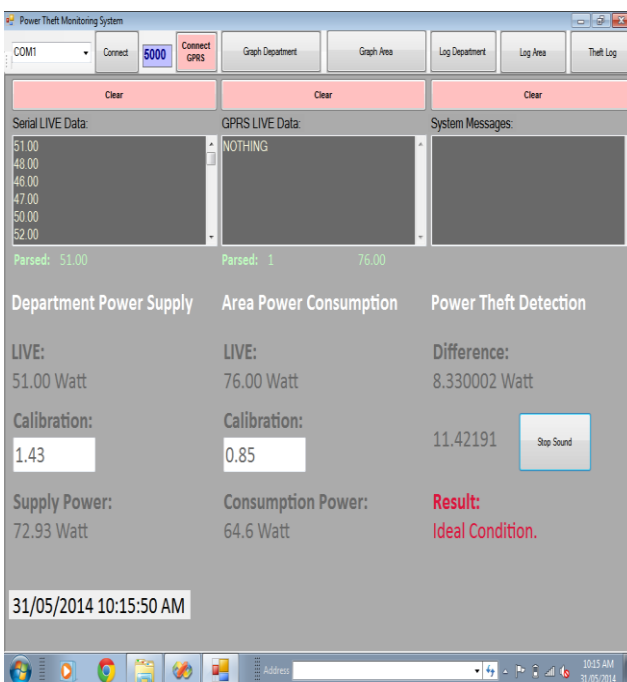 Power Theft Monitoring System
COM1 Connect 5000 Connect GPRS Graph Department Graph Area Log Department Log Area Theft Log
Clear Clear Clear
Serial LIVE Data: GPRS LIVE Data: System Messages:
51.00 NOTHING
48.00
46.00
47.00
50.00
52.00
Parsed: 51.00 Parsed: 1 76.00
Department Power Supply Area Power Consumption Power Theft Detection
LIVE: LIVE: Difference:
51.00 Watt 76.00 Watt 8.330002 Watt
Calibration: Calibration:
1.43 0.85 11.42191 Stop Sound
Supply Power: Consumption Power: Result:
72.93 Watt 64.6 Watt Ideal Condition.
31/05/2014 10:15:50 AM
Address 10:15 AM
31/05/2014